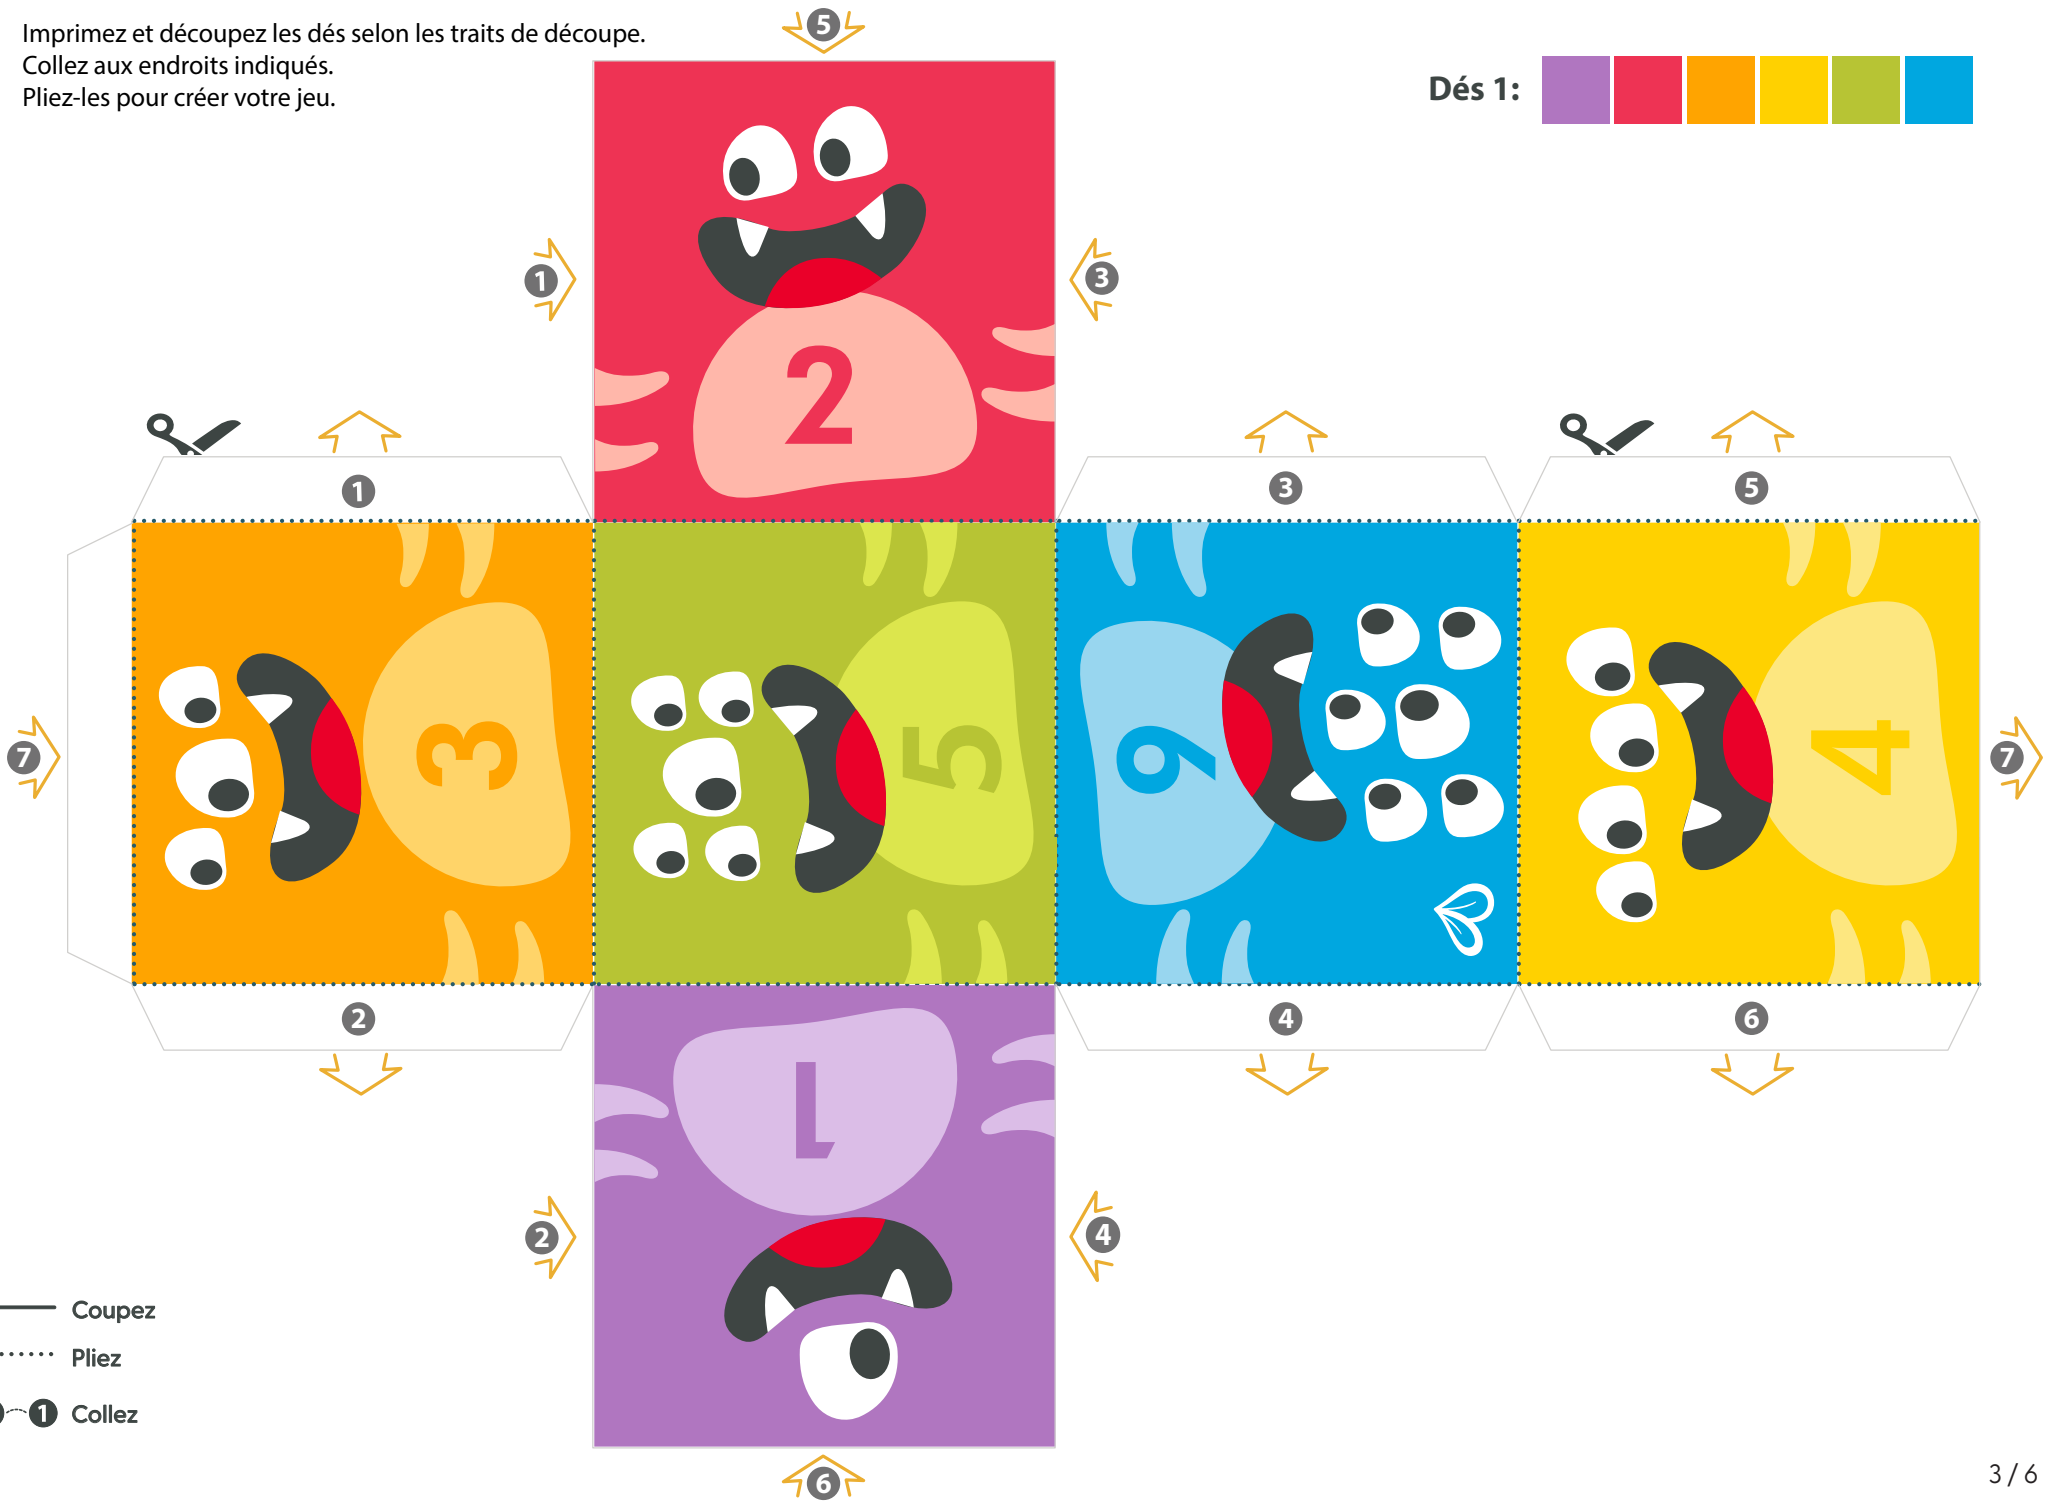 Imprimez et découpez les dés selon les traits de découpe.
Collez aux endroits indiqués.
Pliez-les pour créer votre jeu.
5
Dés 1:
1
3
2
1
3
5
7
3
5
6
4
7
2
4
6
1
2
4
Coupez
Pliez
1 Collez
6
3 / 6